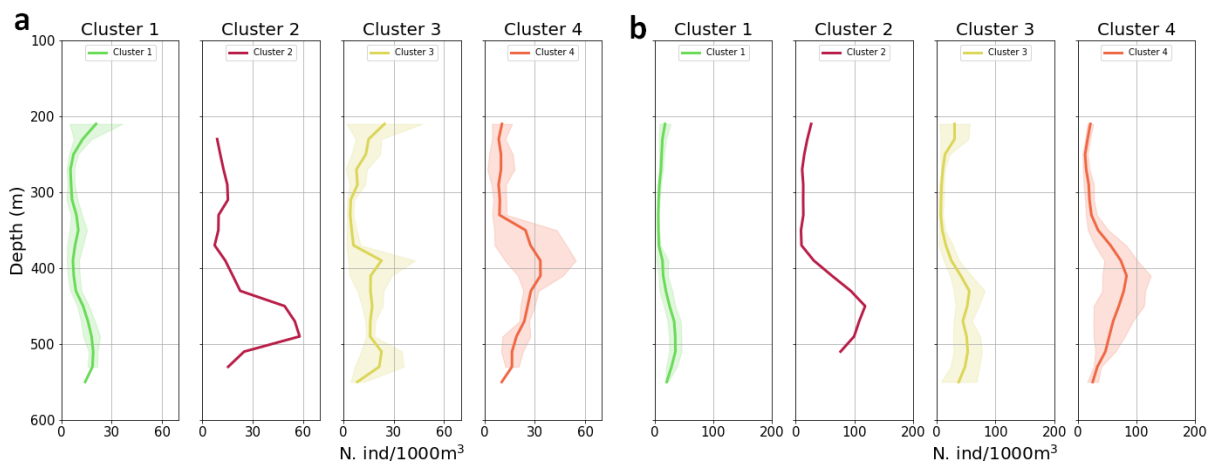 a
Cluster 1
Cluster 2
Cluster 3
Cluster 4
b
Cluster 1
Cluster 2
Cluster 3
Cluster 4
Cluster 1
Cluster 2
Cluster 3
Cluster 4
Cluster 1
Cluster 2
Cluster 3
Cluster 4
100
200
300
400
500
600
Depth (m)
0 30 60
0 30 60
0 30 60
0 30 60
0 100 200
0 100 200
0 100 200
0 100 200
N. ind/1000m³
N. ind/1000m³